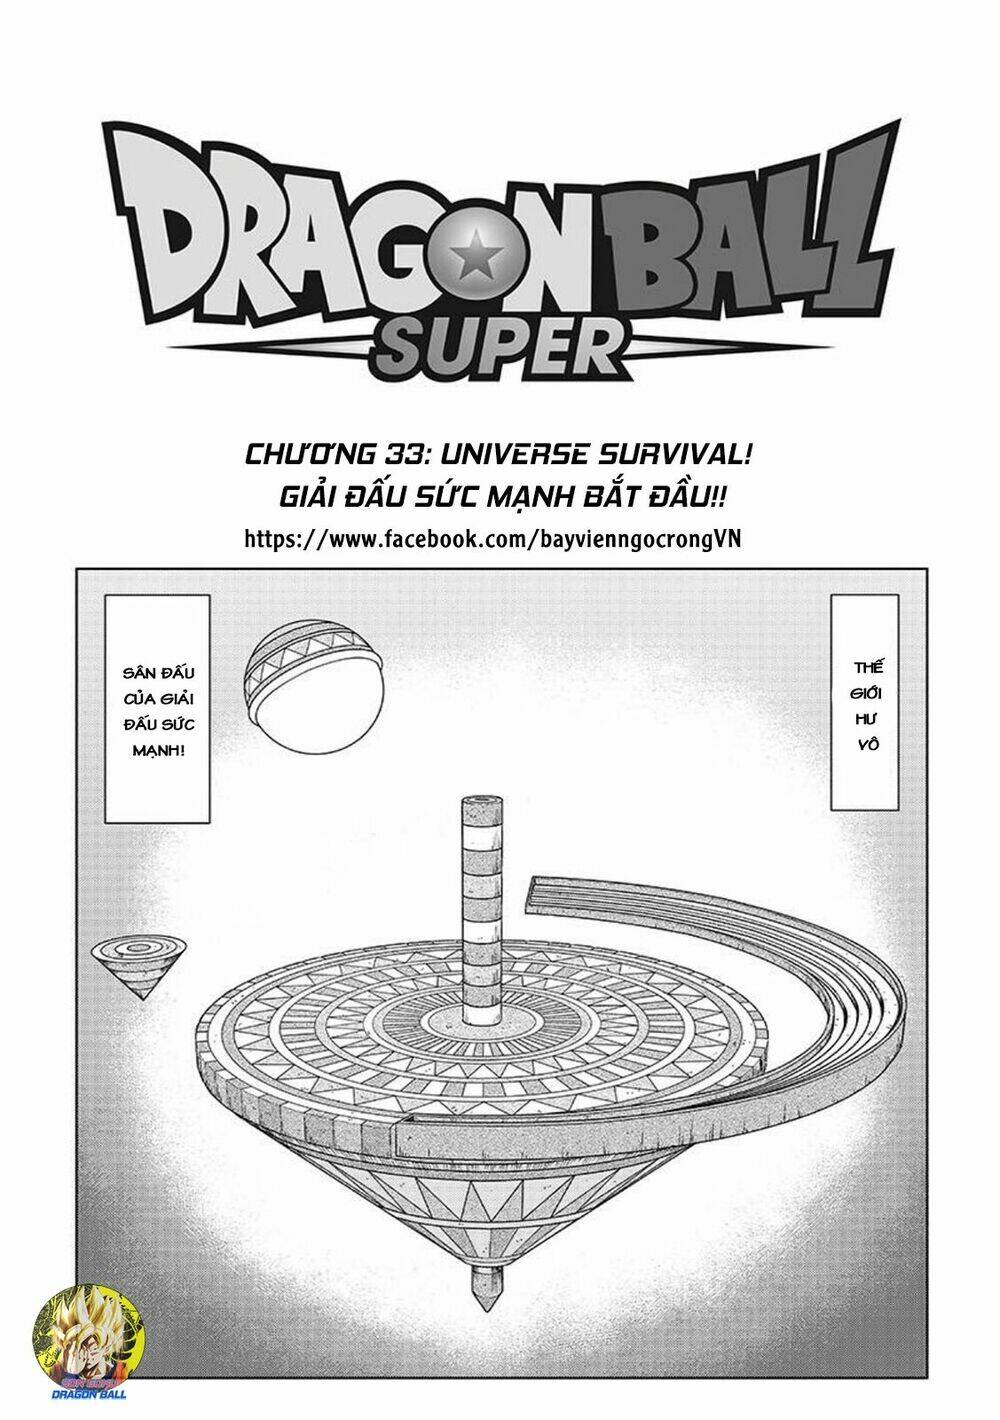 DRAGON BALL
SUPER
CHƯƠNG 33: UNIVERSE SURVIVAL!
GIẢI ĐẤU SỨC MẠNH BẮT ĐẦU!!
https://www.facebook.com/bayvienngocrongVN
THẾ
GIỚI
HƯ
VÔ
SÂN ĐẤU
CỦA GIẢI
ĐẤU SỨC
MẠNH!
DRAGON BALL